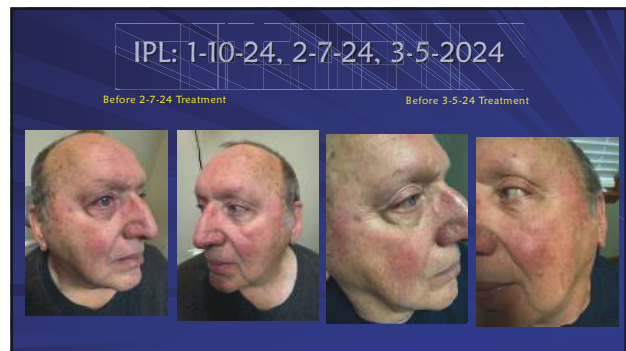 IPL: 1-10-24, 2-7-24, 3-5-2024
Before 2-7-24 Treatment
Before 3-5-24 Treatment